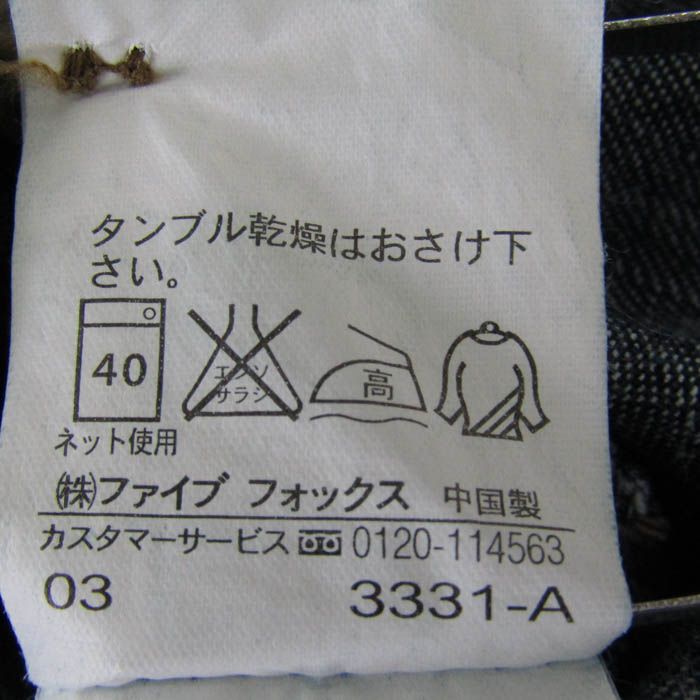 タンブル乾燥はおさけ下
さい。
40
エンソ
サラシ
高
ネット使用
㈱ファイブ フォックス 中国製
カスタマーサービス 0120-114563
03 3331-A